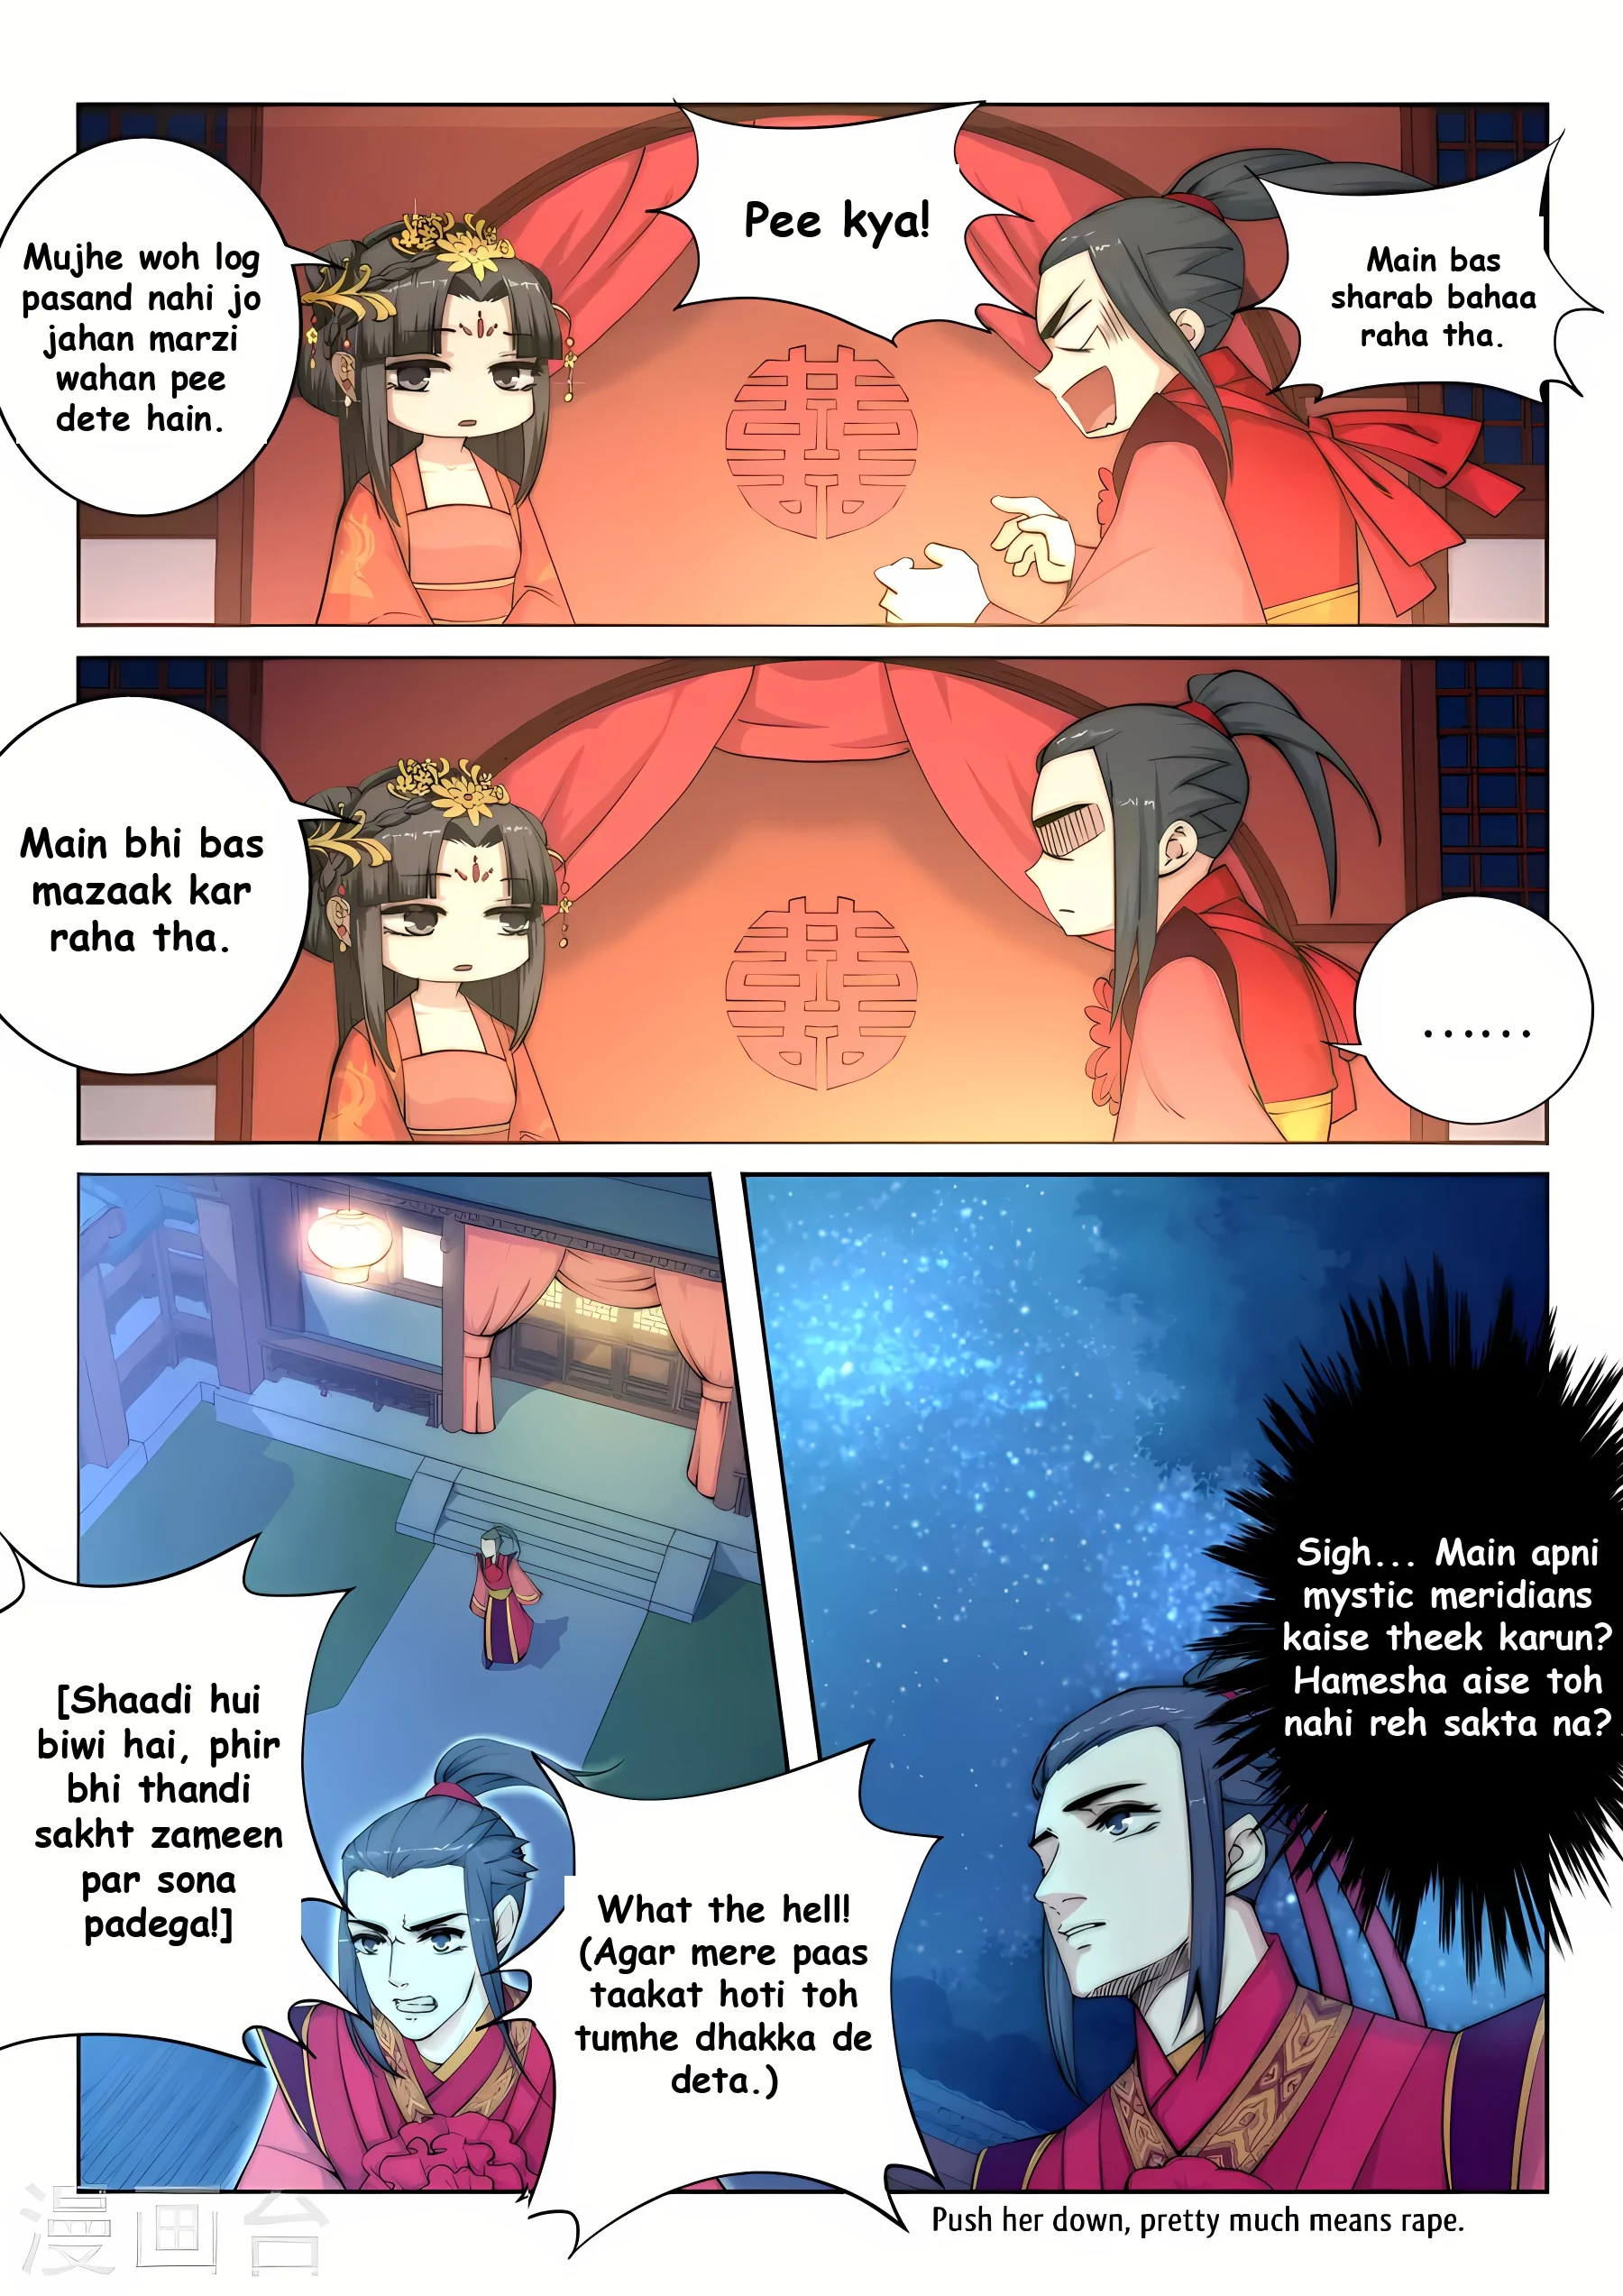 Mujhe woh log
pasand nahi jo
jahan marzi
wahan pee
dete hain.
Pee kya!
Main bas
sharab bahaa
raha tha.
Main bhi bas
mazaak kar
raha tha.
......
Sigh... Main apni
mystic meridians
kaise theek karun?
Hamesha aise toh
nahi reh sakta na?
[Shaadi hui
biwi hai, phir
bhi thandi
sakht zameen
par sona
padega!]
What the hell!
(Agar mere paas
taakat hoti toh
tumhe dhakka de
deta.)
Push her down, pretty much means rape.
漫画台